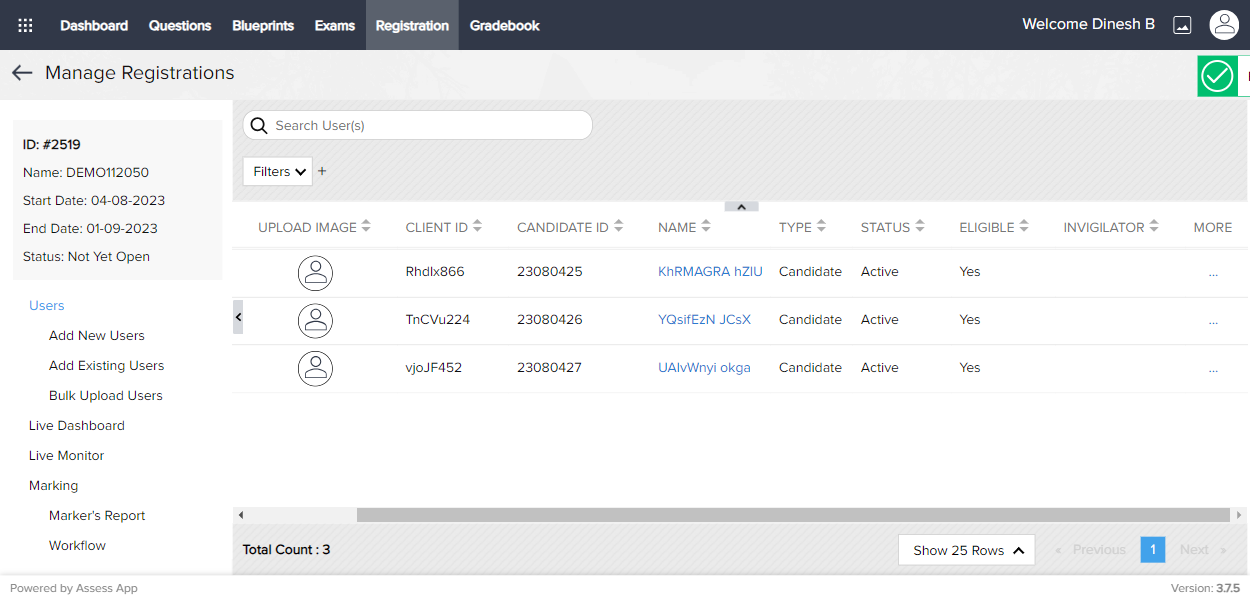 Dashboard Questions Blueprints Exams Registration Gradebook Welcome Dinesh B
Manage Registrations
ID: #2519
Name: DEMO112050
Start Date: 04-08-2023
End Date: 01-09-2023
Status: Not Yet Open
Users
Add New Users
Add Existing Users
Bulk Upload Users
Live Dashboard
Live Monitor
Marking
Marker's Report
Workflow
Search User(s)
Filters +
UPLOAD IMAGE CLIENT ID CANDIDATE ID NAME TYPE STATUS ELIGIBLE INVIGILATOR MORE
Rhdlx866 23080425 KhRMAGRA hZlU Candidate Active Yes ...
TnCVu224 23080426 YQsifEzN JCsX Candidate Active Yes ...
vjoJF452 23080427 UAlvWnyi okga Candidate Active Yes ...
Total Count : 3 Show 25 Rows « Previous 1 Next »
Powered by Assess App Version: 3.7.5